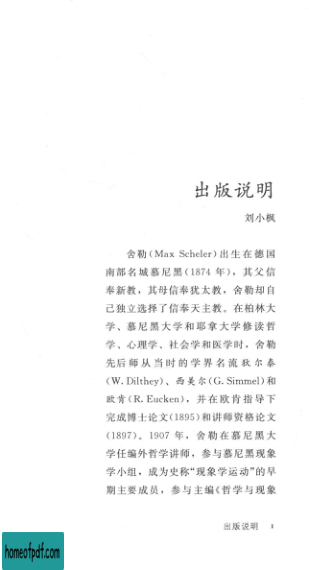 出版说明
刘小枫
舍勒(Max Scheler)出生在德国
南部名城慕尼黑(1874 年),其父信
奉新教,其母信奉犹太教,舍勒却自
己独立选择了信奉天主教。在柏林大
学、慕尼黑大学和耶拿大学修读哲
学、心理学、社会学和医学时,舍勒
先后师从当时的学界名流狄尔泰
(W. Dilthey)、西美尔(G. Simmel)和
欧肯(R. Eucken),并在欧肯指导下
完成博士论文(1895)和讲师资格论文
(1897)。1907 年,舍勒在慕尼黑大
学任编外哲学讲师,参与慕尼黑现象
学小组,成为史称“现象学运动”的早
期主要成员,参与主编《哲学与现象
出版说明 1
homeofpdf.com